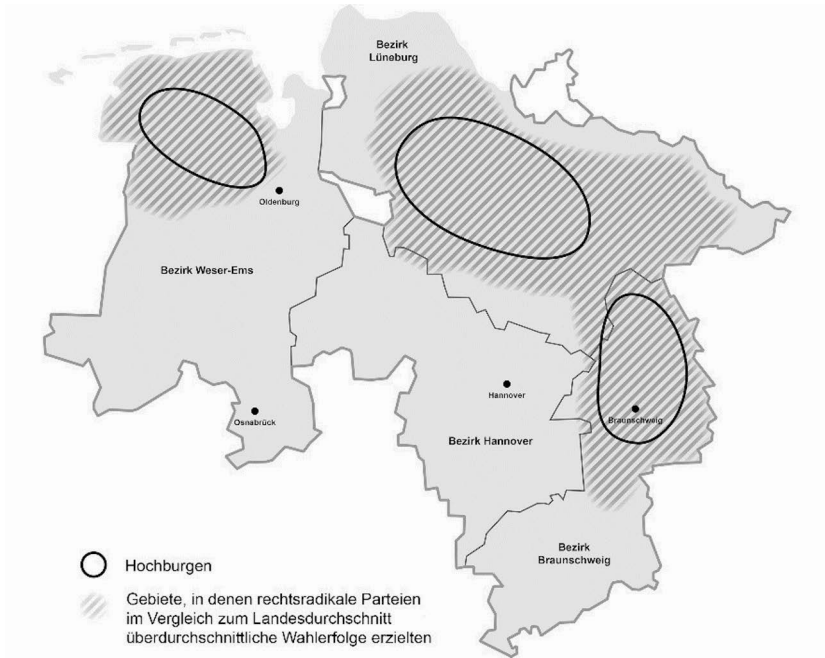 Bezirk
Lüneburg
Oldenburg
Bezirk Weser-Ems
Hannover
Osnabrück
Braunschweig
Bezirk Hannover
Bezirk
Braunschweig
Hochburgen
Gebiete, in denen rechtsradikale Parteien
im Vergleich zum Landesdurchschnitt
überdurchschnittliche Wahlerfolge erzielten